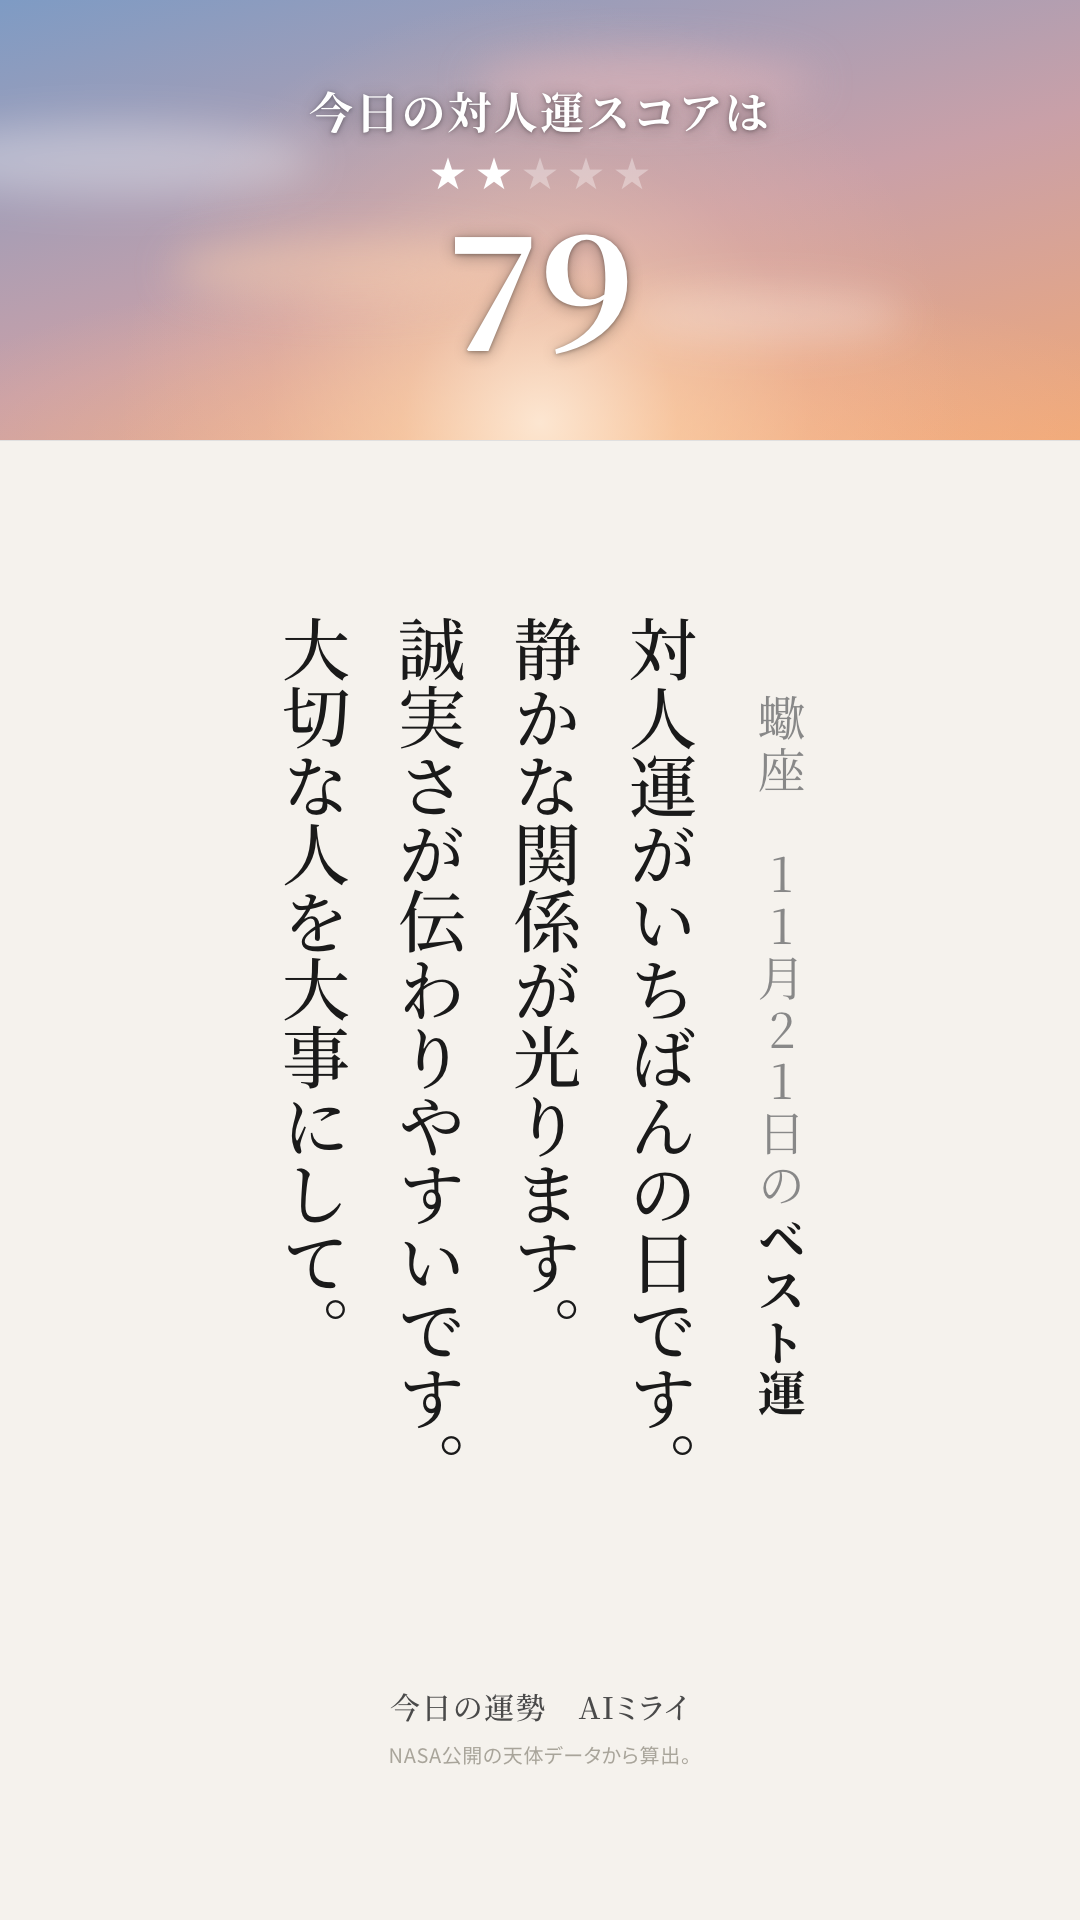 今日の対人運スコアは
★★★★★
79
蠍座　11月21日のベスト運
対人運がいちばんの日です。
静かな関係が光ります。
誠実さが伝わりやすいです。
大切な人を大事にして。
今日の運勢　AIミライ
NASA公開の天体データから算出。